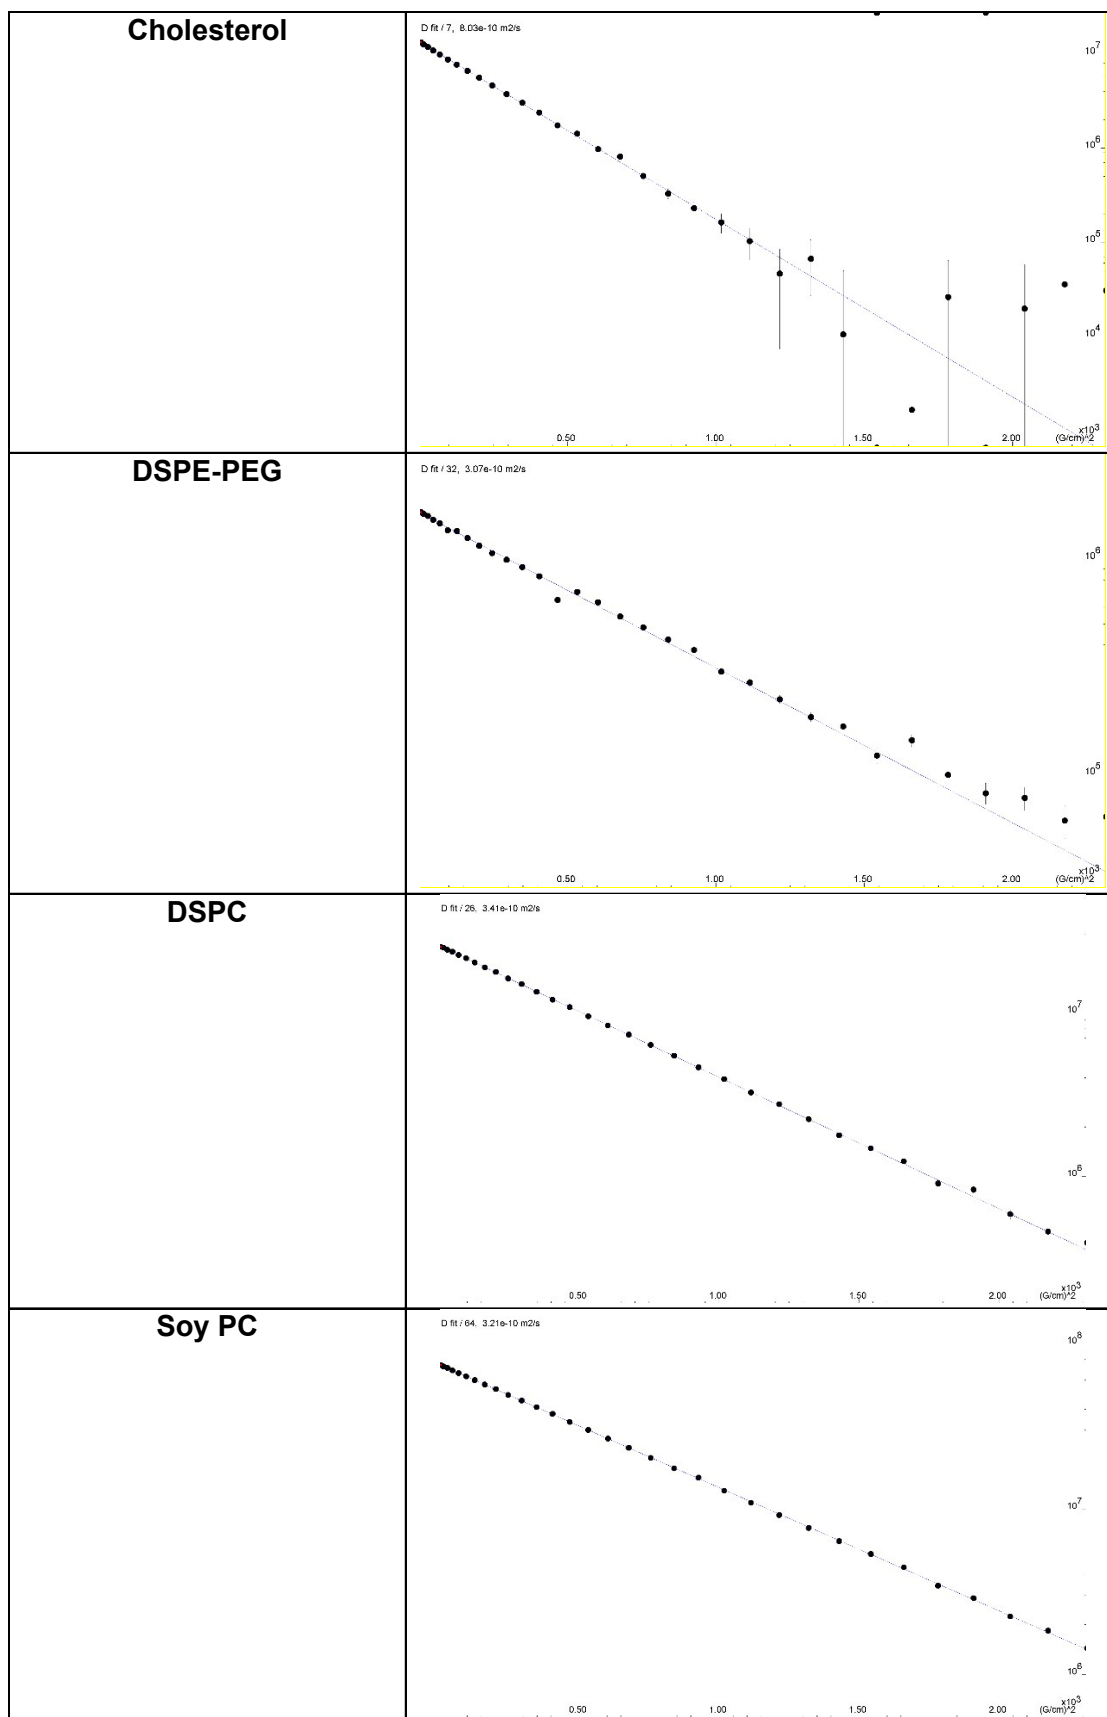 Cholesterol
D fit / 7, 8.03e-10 m2/s
10^7
10^6
10^5
10^4
0.50 1.00 1.50 2.00 x10^3
(G/cm)^2
DSPE-PEG
D fit / 32, 3.07e-10 m2/s
10^6
10^5
0.50 1.00 1.50 2.00 x10^3
(G/cm)^2
DSPC
D fit / 26, 3.41e-10 m2/s
10^7
10^6
0.50 1.00 1.50 2.00 x10^3
(G/cm)^2
Soy PC
D fit / 64, 3.21e-10 m2/s
10^8
10^7
10^6
0.50 1.00 1.50 2.00 x10^3
(G/cm)^2